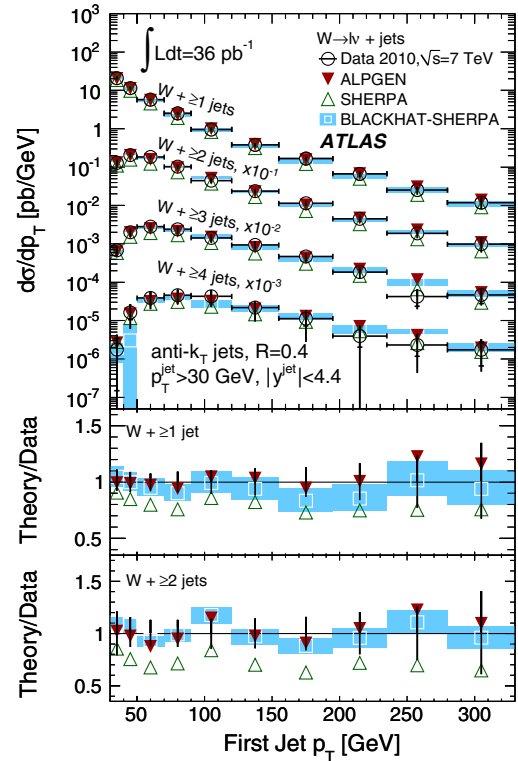 ∫Ldt=36 pb⁻¹
W→lν + jets
Data 2010,√s=7 TeV
ALPGEN
SHERPA
BLACKHAT-SHERPA
ATLAS
W + ≥1 jets
W + ≥2 jets, x10⁻¹
W + ≥3 jets, x10⁻²
W + ≥4 jets, x10⁻³
anti-k_T jets, R=0.4
p_T^jet>30 GeV, |y^jet|<4.4
dσ/dp_T [pb/GeV]
10³
10²
10
1
10⁻¹
10⁻²
10⁻³
10⁻⁴
10⁻⁵
10⁻⁶
10⁻⁷
W + ≥1 jet
Theory/Data
1.5
1
0.5
W + ≥2 jets
Theory/Data
1.5
1
0.5
50 100 150 200 250 300
First Jet p_T [GeV]